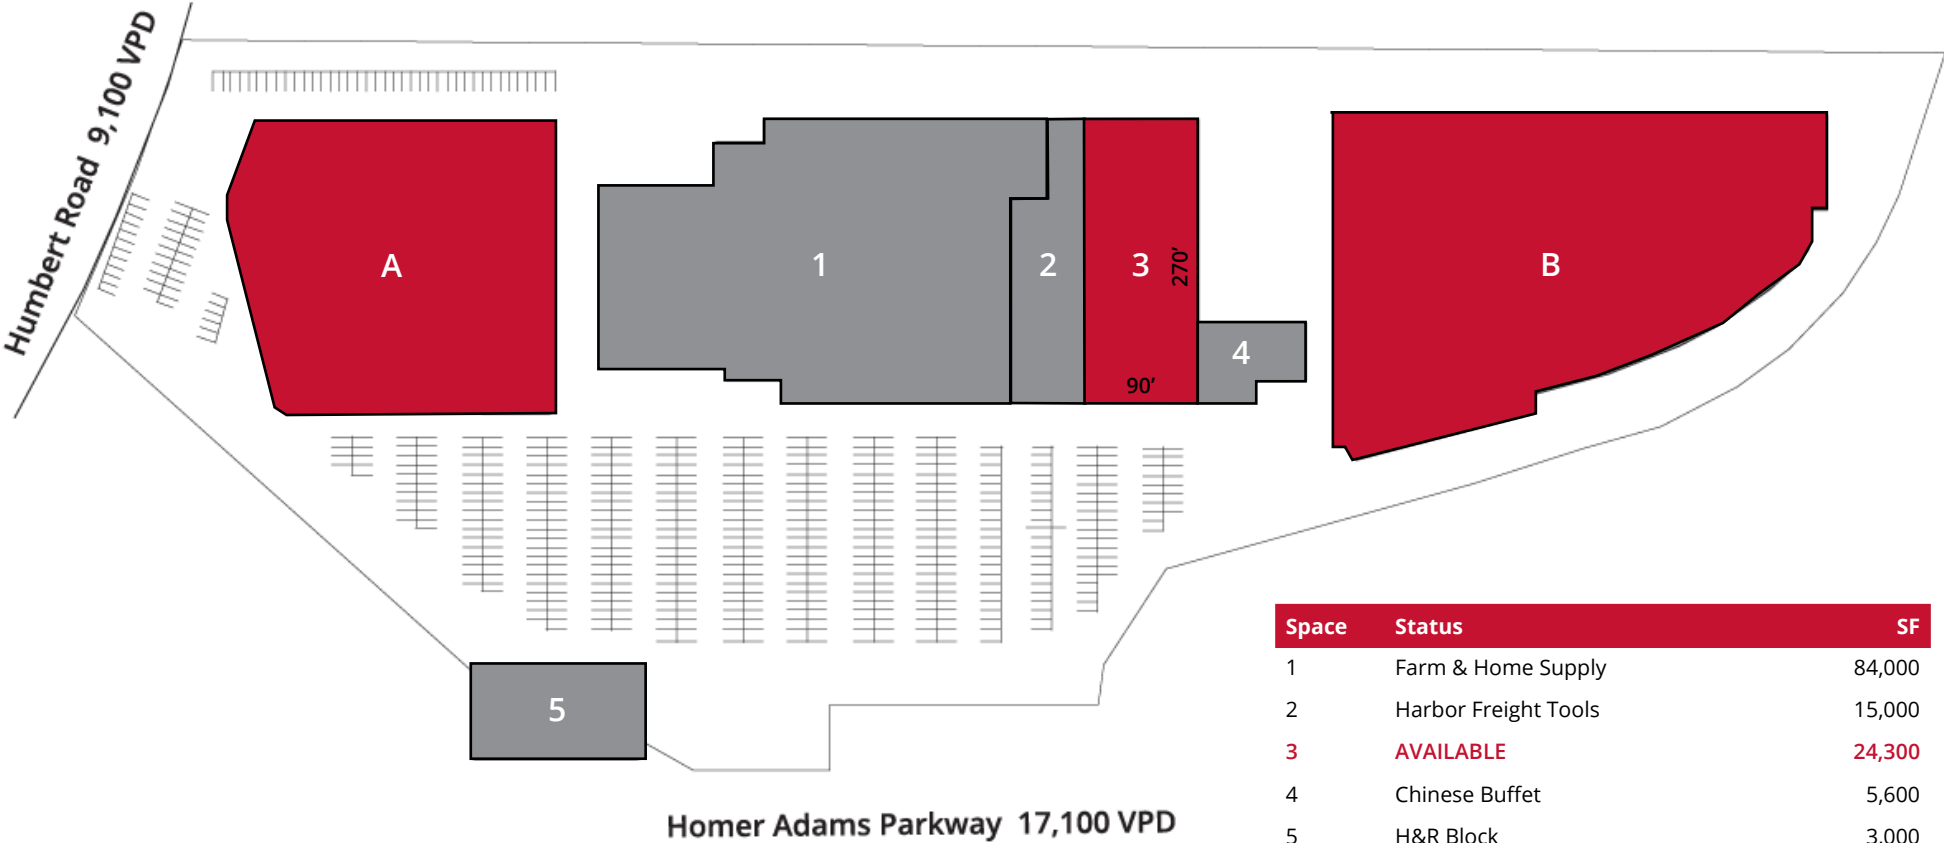 Humbert Road 9,100 VPD
A
1
2
3
270'
90'
4
B
5
Homer Adams Parkway 17,100 VPD
Space Status SF
1 Farm & Home Supply 84,000
2 Harbor Freight Tools 15,000
3 AVAILABLE 24,300
4 Chinese Buffet 5,600
5 H&R Block 3,000